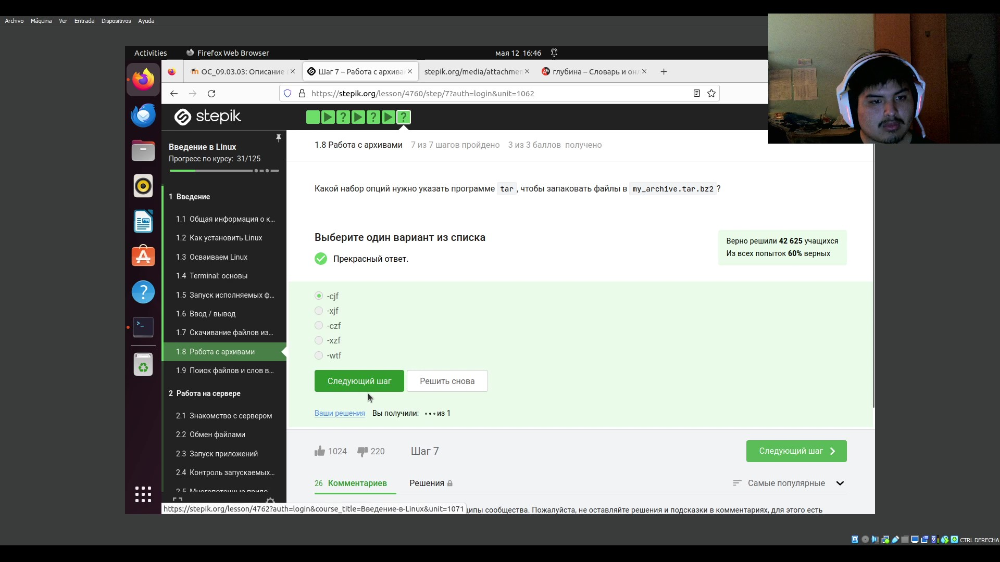 Archivo Máquina Ver Entrada Dispositivos Ayuda
Activities Firefox Web Browser мая 12 16:46
ОС_09.03.03: Описание
Шаг 7 – Работа с архива
stepik.org/media/attachmen
глубина – Словарь и онл
https://stepik.org/lesson/4760/step/7?auth=login&unit=1062
stepik
Введение в Linux
Прогресс по курсу: 31/125
1 Введение
1.1 Общая информация о к...
1.2 Как установить Linux
1.3 Осваиваем Linux
1.4 Terminal: основы
1.5 Запуск исполняемых ф...
1.6 Ввод / вывод
1.7 Скачивание файлов из...
1.8 Работа с архивами
1.9 Поиск файлов и слов в...
2 Работа на сервере
2.1 Знакомство с сервером
2.2 Обмен файлами
2.3 Запуск приложений
2.4 Контроль запускаемых...
1.8 Работа с архивами 7 из 7 шагов пройдено 3 из 3 баллов получено
Какой набор опций нужно указать программе tar, чтобы запаковать файлы в my_archive.tar.bz2?
Выберите один вариант из списка
Прекрасный ответ.
Верно решили 42 625 учащихся
Из всех попыток 60% верных
-cjf
-xjf
-czf
-xzf
-wtf
Следующий шаг Решить снова
Ваши решения Вы получили: ••• из 1
1024 220 Шаг 7 Следующий шаг
26 Комментариев Решения Самые популярные
https://stepik.org/lesson/4762?auth=login&course_title=Введение-в-Linux&unit=1071
сообщества. Пожалуйста, не оставляйте решения и подсказки в комментариях, для этого есть
CTRL DERECHA